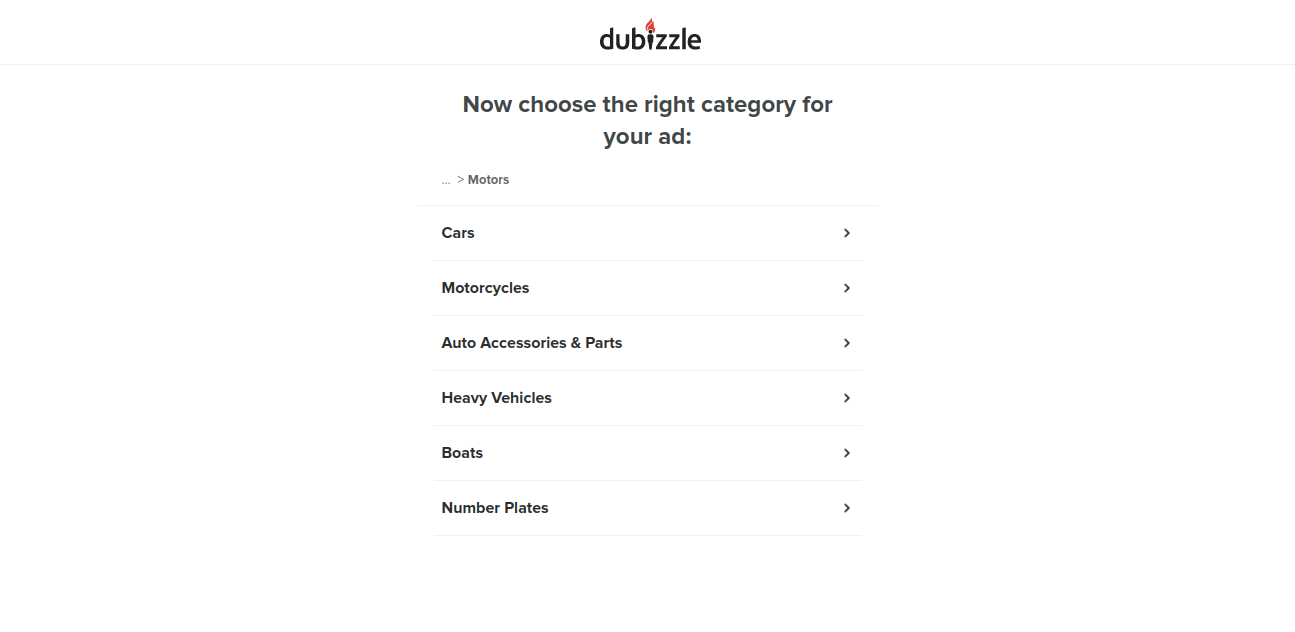 dubizzle
Now choose the right category for
your ad:
... > Motors
Cars
Motorcycles
Auto Accessories & Parts
Heavy Vehicles
Boats
Number Plates